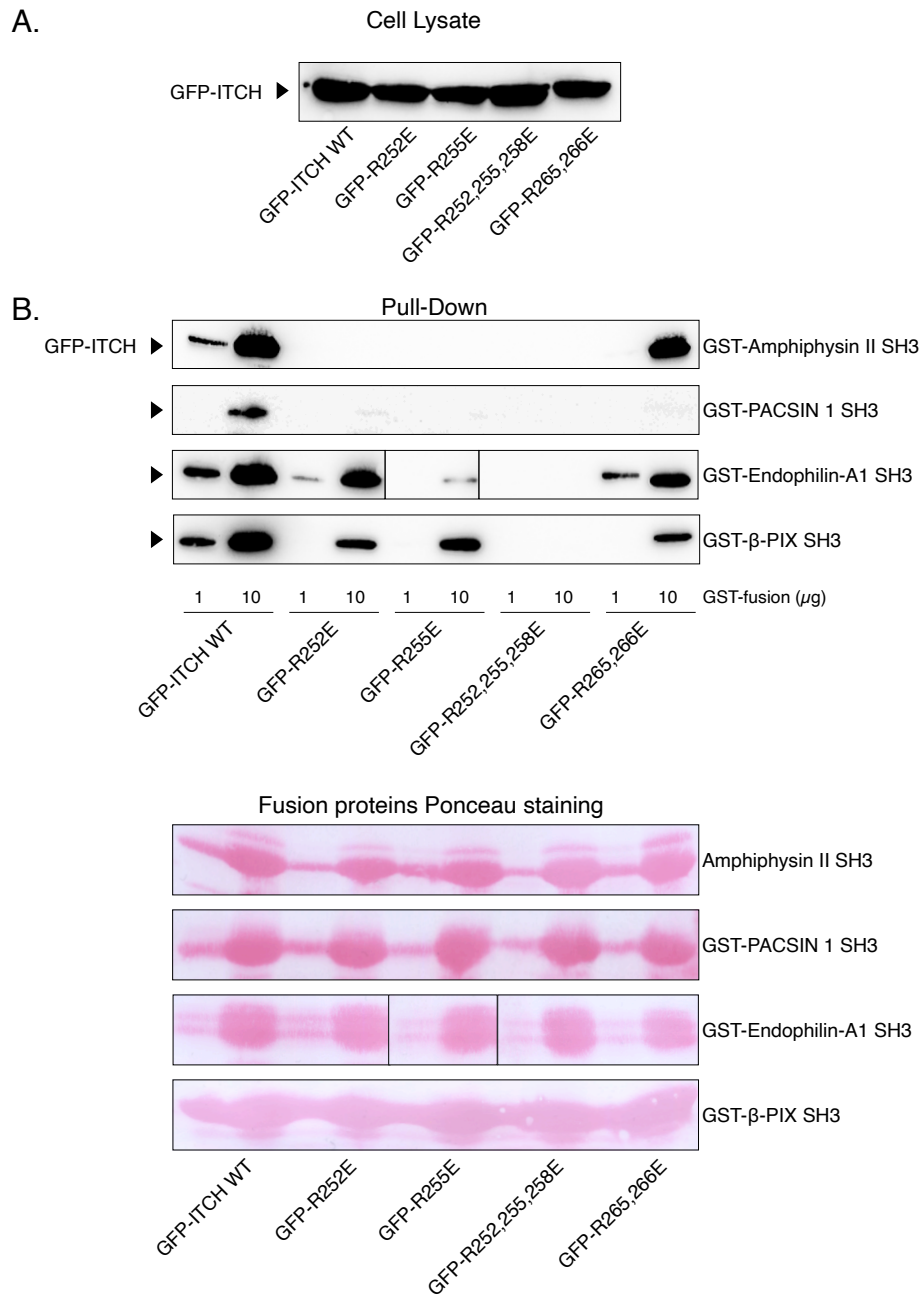 A.
Cell Lysate
GFP-ITCH
GFP-ITCH WT
GFP-R252E
GFP-R255E
GFP-R252,255,258E
GFP-R265,266E
B.
Pull-Down
GFP-ITCH
GST-Amphiphysin II SH3
GST-PACSIN 1 SH3
GST-Endophilin-A1 SH3
GST-β-PIX SH3
1 10 1 10 1 10 1 10 1 10 GST-fusion (µg)
GFP-ITCH WT
GFP-R252E
GFP-R255E
GFP-R252,255,258E
GFP-R265,266E
Fusion proteins Ponceau staining
Amphiphysin II SH3
GST-PACSIN 1 SH3
GST-Endophilin-A1 SH3
GST-β-PIX SH3
GFP-ITCH WT
GFP-R252E
GFP-R255E
GFP-R252,255,258E
GFP-R265,266E